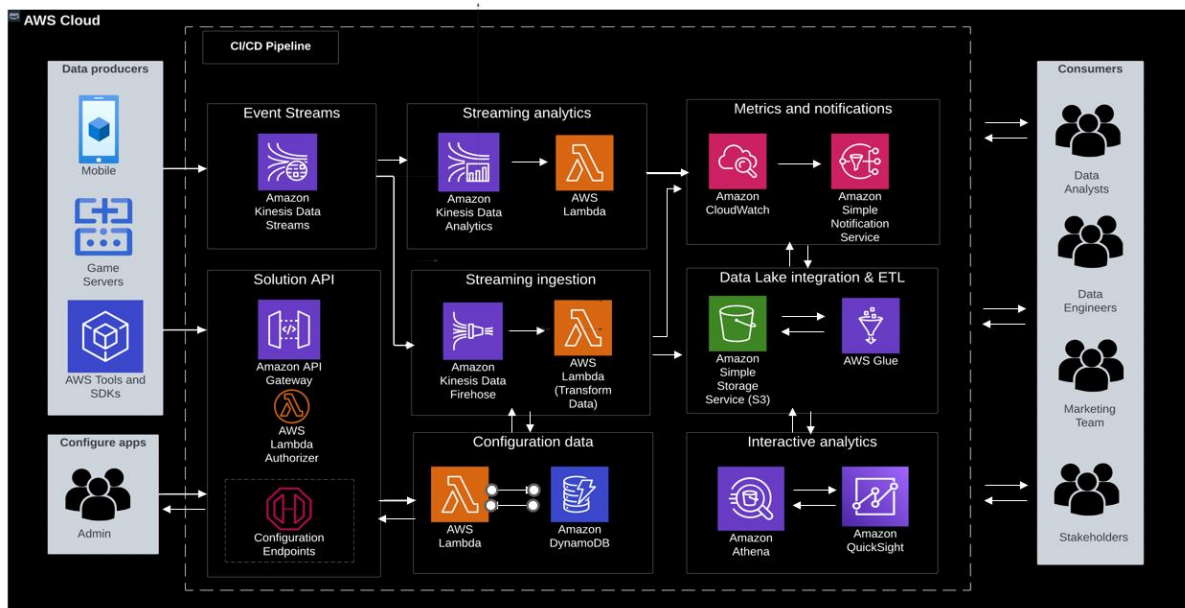 AWS Cloud
CI/CD Pipeline
Data producers
Mobile
Game
Servers
AWS Tools and
SDKs
Configure apps
Admin
Event Streams
Amazon
Kinesis Data
Streams
Solution API
Amazon API
Gateway
AWS
Lambda
Authorizer
Configuration
Endpoints
Streaming analytics
Amazon
Kinesis Data
Analytics
AWS
Lambda
Streaming ingestion
Amazon
Kinesis Data
Firehose
AWS
Lambda
(Transform
Data)
Configuration data
AWS
Lambda
Amazon
DynamoDB
Metrics and notifications
Amazon
CloudWatch
Amazon
Simple
Notification
Service
Data Lake integration & ETL
Amazon
Simple
Storage
Service (S3)
AWS Glue
Interactive analytics
Amazon
Athena
Amazon
QuickSight
Consumers
Data
Analysts
Data
Engineers
Marketing
Team
Stakeholders